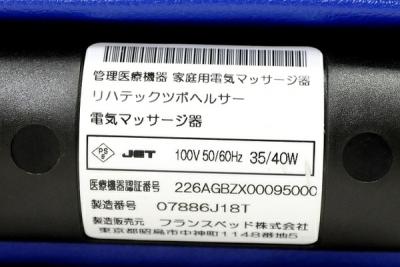 管理医療機器 家庭用電気マッサージ器
リハテックツボヘルサー
電気マッサージ器
PSE JET 100V 50/60Hz 35/40W
医療機器認証番号 226AGBZX00095000
製造番号 07886J18T
製造販売元 フランスベッド株式会社
東京都昭島市中神町1148番地5